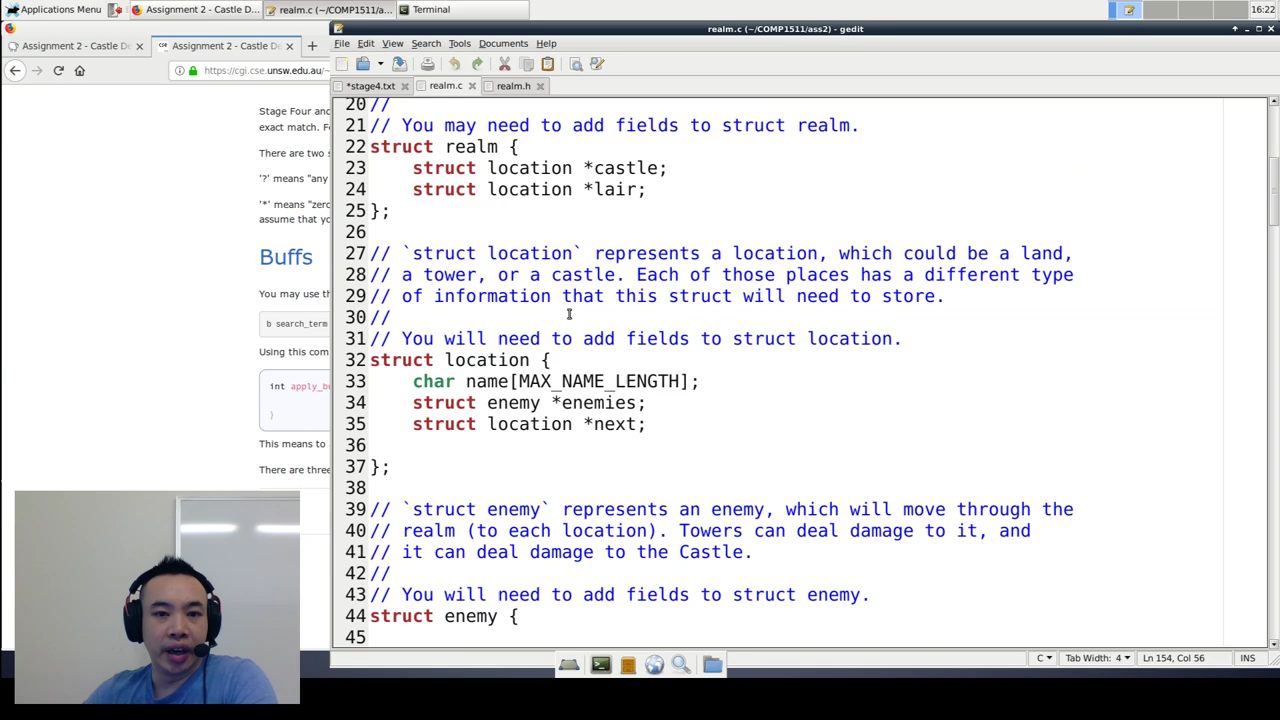 Applications Menu
Assignment 2 - Castle D...
realm.c (~/COMP1511/a...
Terminal
16:22
Assignment 2 - Castle De
Assignment 2 - Castle De
https://cgi.cse.unsw.edu.au/~
Stage Four and
exact match. Fo
There are two s
'?' means "any
'*' means "zero
assume that yo
Buffs
You may use th
b search_term
Using this com
int apply_bu
}
This means to
There are three
realm.c (~/COMP1511/ass2) - gedit
File Edit View Search Tools Documents Help
*stage4.txt
realm.c
realm.h
20 //
21 // You may need to add fields to struct realm.
22 struct realm {
23 struct location *castle;
24 struct location *lair;
25 };
26
27 // `struct location` represents a location, which could be a land,
28 // a tower, or a castle. Each of those places has a different type
29 // of information that this struct will need to store.
30 //
31 // You will need to add fields to struct location.
32 struct location {
33 char name[MAX_NAME_LENGTH];
34 struct enemy *enemies;
35 struct location *next;
36
37 };
38
39 // `struct enemy` represents an enemy, which will move through the
40 // realm (to each location). Towers can deal damage to it, and
41 // it can deal damage to the Castle.
42 //
43 // You will need to add fields to struct enemy.
44 struct enemy {
45
C Tab Width: 4 Ln 154, Col 56 INS